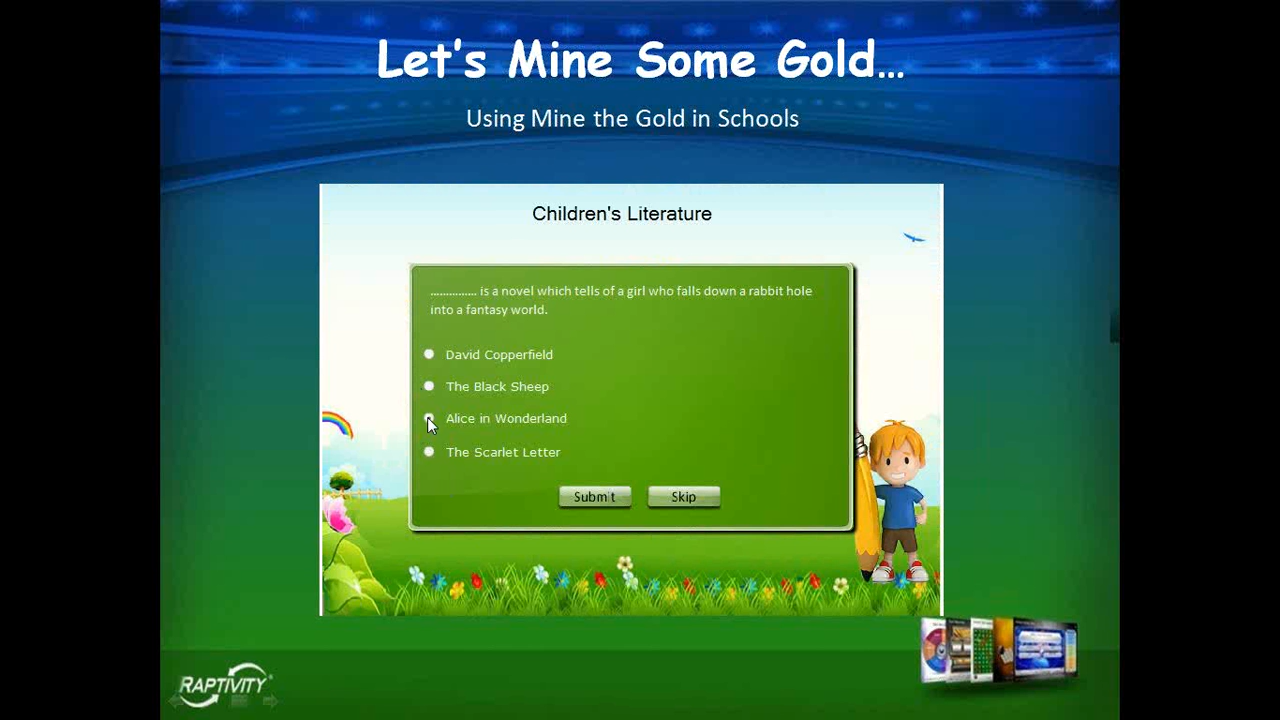 Let's Mine Some Gold...
Using Mine the Gold in Schools
Children's Literature
............... is a novel which tells of a girl who falls down a rabbit hole
into a fantasy world.
David Copperfield
The Black Sheep
Alice in Wonderland
The Scarlet Letter
Submit
Skip
RAPTIVITY